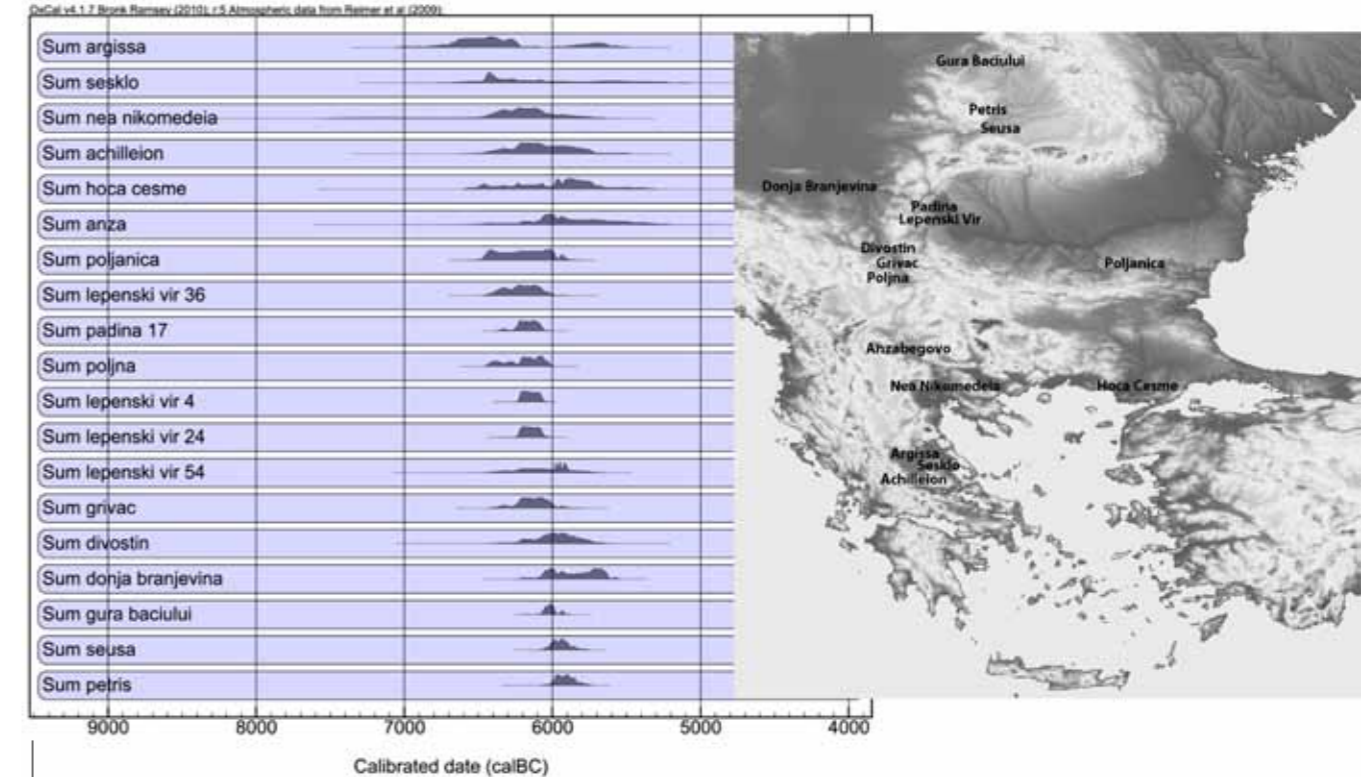 OxCal v4.1.7 Bronk Ramsey (2010); r:5 Atmospheric data from Reimer et al (2009);
Sum argissa
Sum sesklo
Sum nea nikomedeia
Sum achilleion
Sum hoca cesme
Sum anza
Sum poljanica
Sum lepenski vir 36
Sum padina 17
Sum poljna
Sum lepenski vir 4
Sum lepenski vir 24
Sum lepenski vir 54
Sum grivac
Sum divostin
Sum donja branjevina
Sum gura baciului
Sum seusa
Sum petris
9000 8000 7000 6000 5000 4000
Calibrated date (calBC)
Gura Baciului
Petris
Seusa
Donja Branjevina
Padina
Lepenski Vir
Divostin
Grivac
Poljna
Poljanica
Anzabegovo
Nea Nikomedeia
Hoca Cesme
Argissa
Sesklo
Achilleion